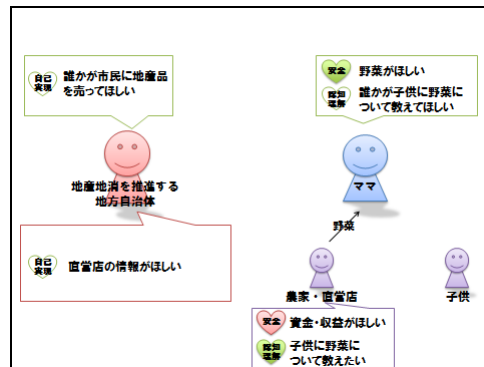 自己
実現
誰かが市民に地産品
を売ってほしい
安全
野菜がほしい
認知
理解
誰かが子供に野菜に
ついて教えてほしい
地産地消を推進する
地方自治体
ママ
野菜
自己
実現
直営店の情報がほしい
農家・直営店
子供
安全
資金・収益がほしい
認知
理解
子供に野菜に
ついて教えたい